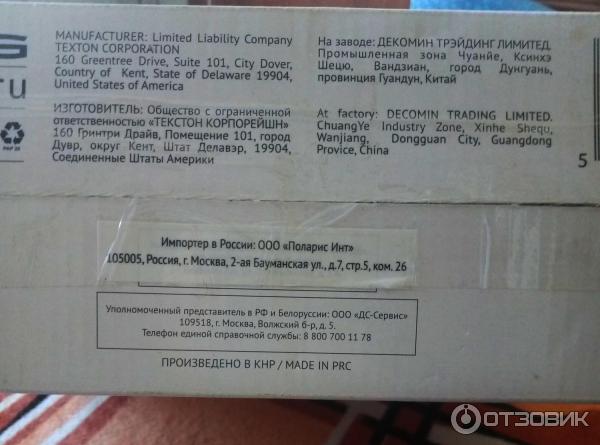 MANUFACTURER: Limited Liability Company
TEXTON CORPORATION
160 Greentree Drive, Suite 101, City Dover,
Country of Kent, State of Delaware 19904,
United States of America
ИЗГОТОВИТЕЛЬ: Общество с ограниченной
ответственностью «ТЕКСТОН КОРПОРЕЙШН»
160 Гринтри Драйв, Помещение 101, город
Дувр, округ Кент, Штат Делавэр, 19904,
Соединенные Штаты Америки
На заводе: ДЕКОМИН ТРЭЙДИНГ ЛИМИТЕД.
Промышленная зона Чуанйе, Ксинхэ
Шецю, Вандзиан, город Дунгуань,
провинция Гуандун, Китай
At factory: DECOMIN TRADING LIMITED.
ChuangYe Industry Zone, Xinhe Shequ,
Wanjiang, Dongguan City, Guangdong
Provice, China
G
ru
PAP 20
5
Импортер в России: ООО «Поларис Инт»
105005, Россия, г. Москва, 2-ая Бауманская ул., д.7, стр.5, ком. 26
Уполномоченный представитель в РФ и Белоруссии: ООО «ДС-Сервис»
109518, г. Москва, Волжский б-р, д. 5.
Телефон единой справочной службы: 8 800 700 11 78
ПРОИЗВЕДЕНО В КНР / MADE IN PRC
ОТЗОВИК